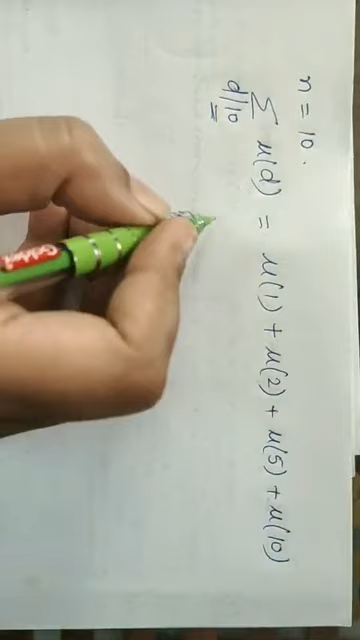 n = 10.
∑ μ(d) = μ(1) + μ(2) + μ(5) + μ(10)
d|10